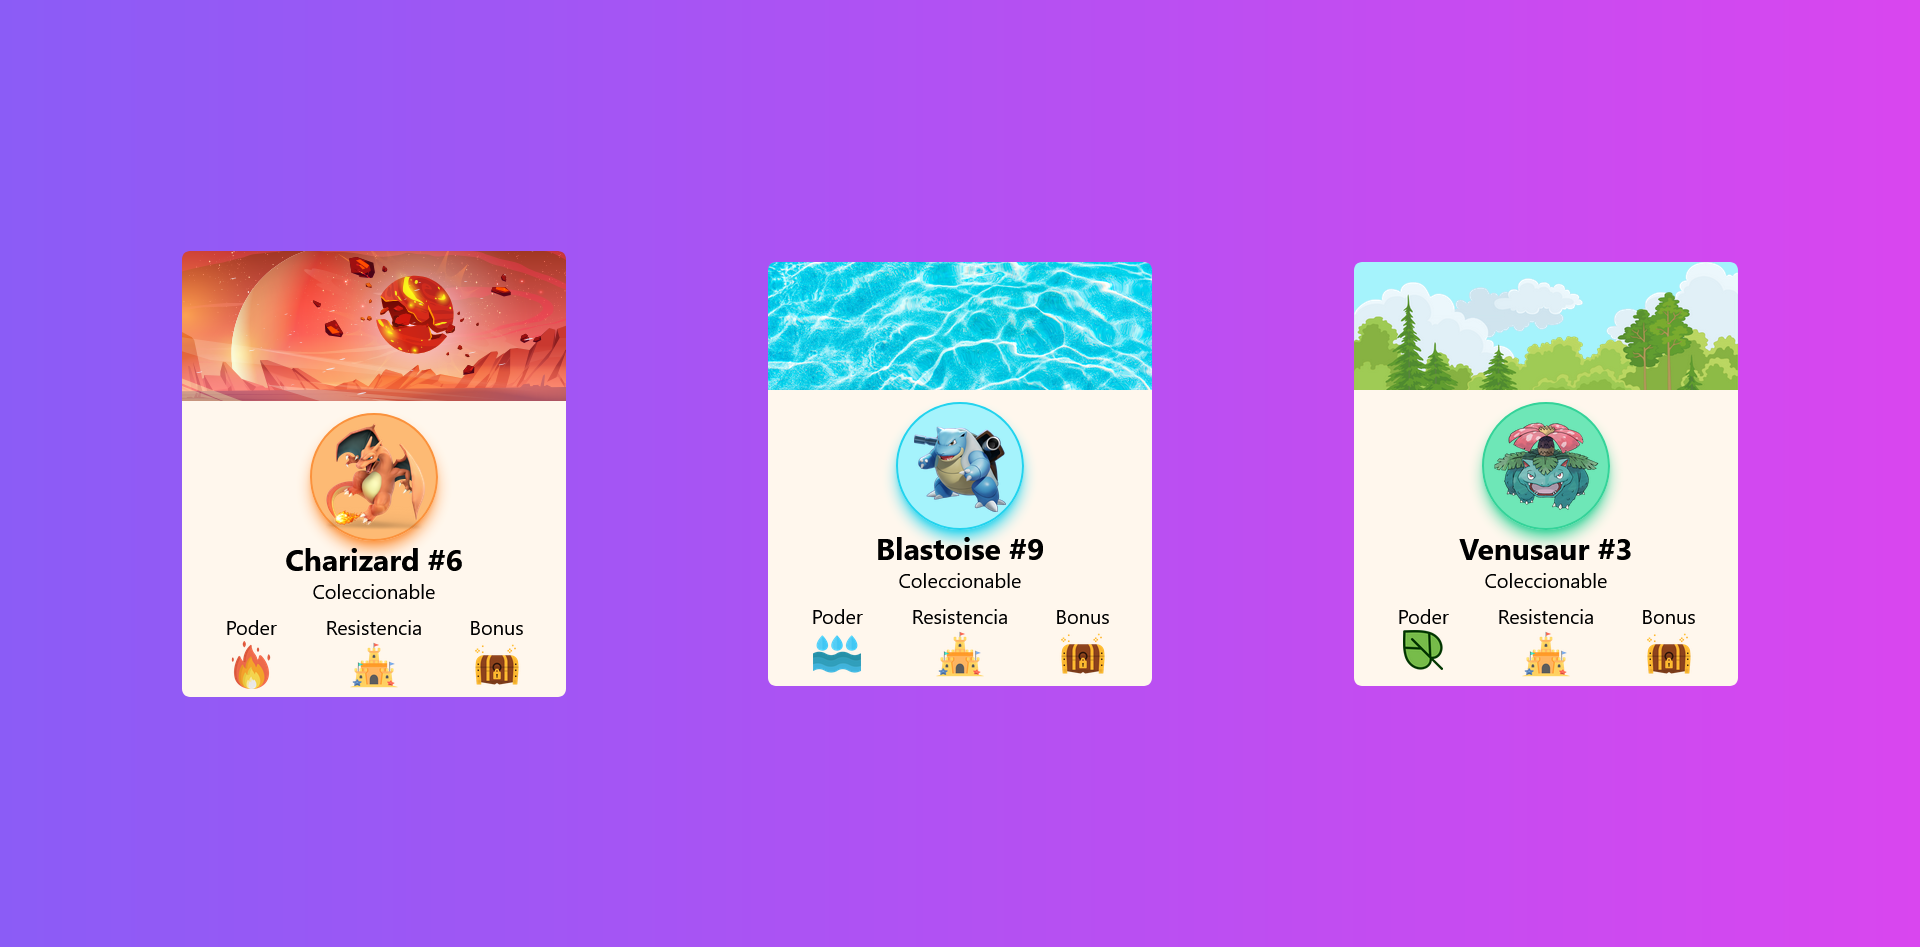 Charizard #6
Coleccionable
Poder Resistencia Bonus
Blastoise #9
Coleccionable
Poder Resistencia Bonus
Venusaur #3
Coleccionable
Poder Resistencia Bonus